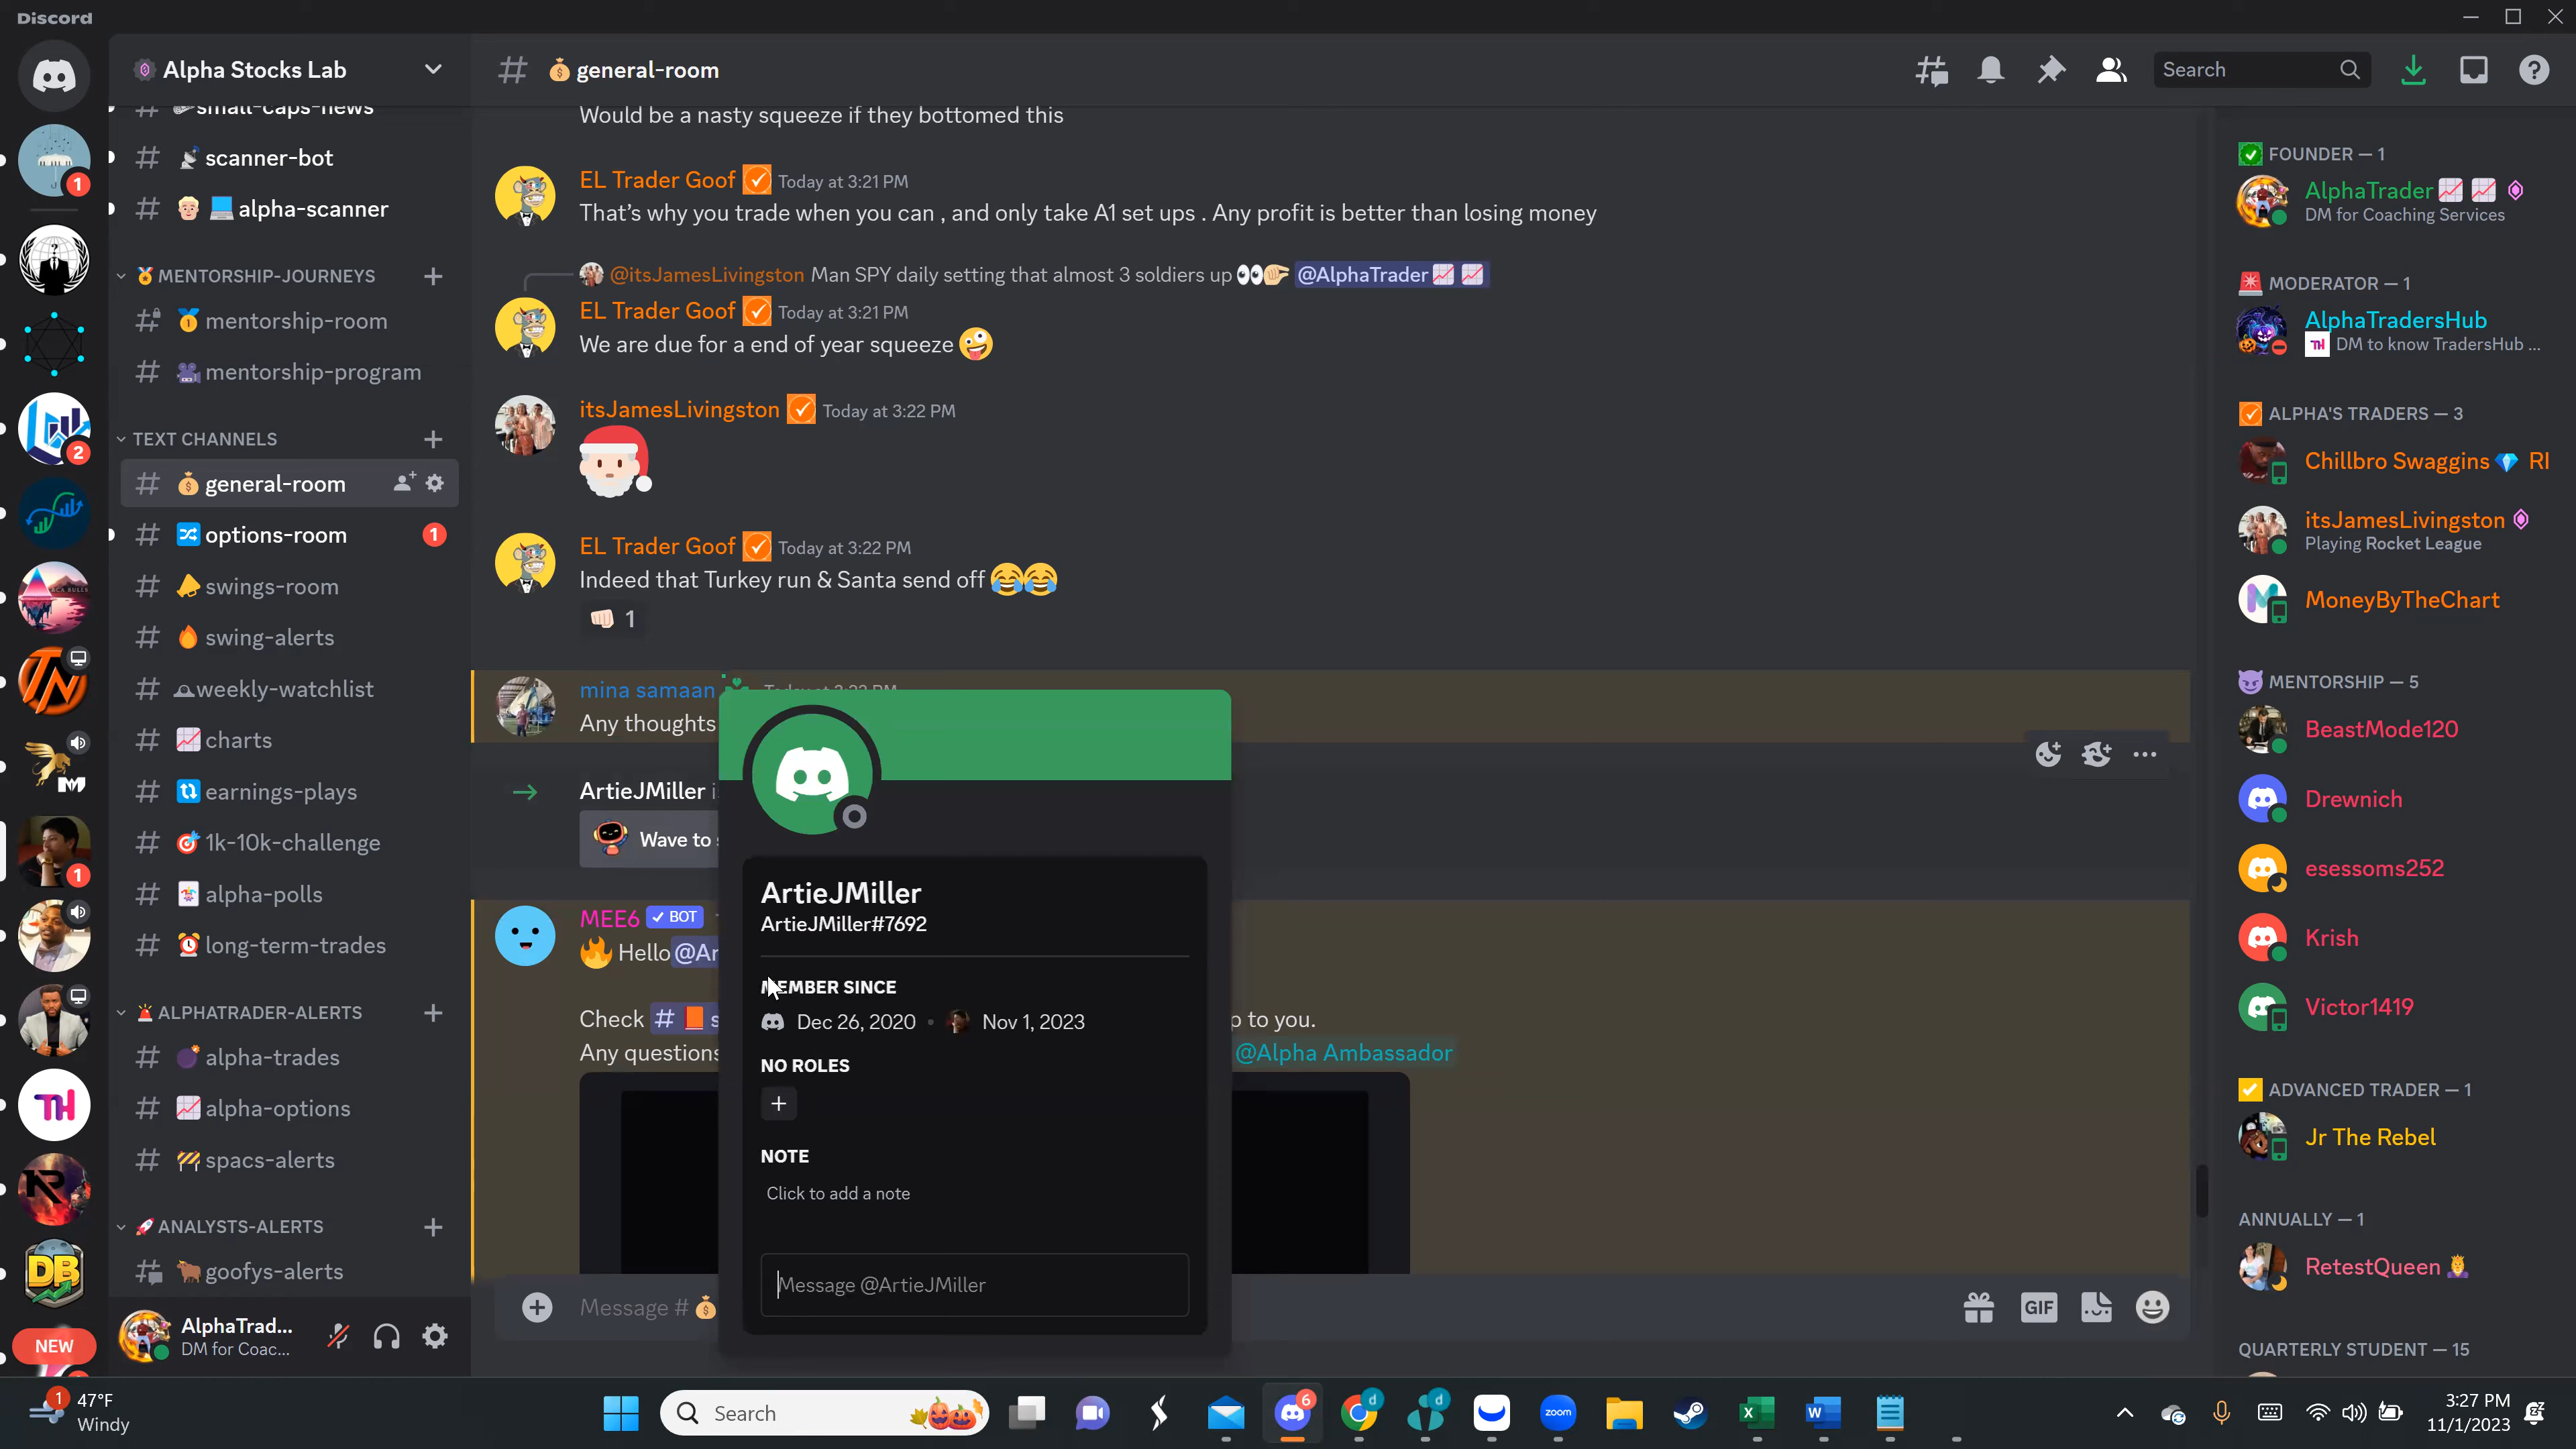 Discord
Alpha Stocks Lab
small-caps-news
scanner-bot
alpha-scanner
MENTORSHIP-JOURNEYS
mentorship-room
mentorship-program
TEXT CHANNELS
general-room
options-room
1
swings-room
swing-alerts
weekly-watchlist
charts
earnings-plays
1k-10k-challenge
alpha-polls
long-term-trades
ALPHATRADER-ALERTS
alpha-trades
alpha-options
spacs-alerts
ANALYSTS-ALERTS
goofys-alerts
AlphaTrad...
DM for Coac...
1
2
1
NEW
general-room
Search
Would be a nasty squeeze if they bottomed this
EL Trader Goof Today at 3:21 PM
That's why you trade when you can , and only take A1 set ups . Any profit is better than losing money
@itsJamesLivingston Man SPY daily setting that almost 3 soldiers up @AlphaTrader
EL Trader Goof Today at 3:21 PM
We are due for a end of year squeeze
itsJamesLivingston Today at 3:22 PM
EL Trader Goof Today at 3:22 PM
Indeed that Turkey run & Santa send off
1
mina samaan
Any thoughts
ArtieJMiller
Wave to
MEE6 BOT
Hello
Check #
p to you.
Any questions
@Alpha Ambassador
ArtieJMiller
ArtieJMiller#7692
MEMBER SINCE
Dec 26, 2020 • Nov 1, 2023
NO ROLES
+
NOTE
Click to add a note
Message @ArtieJMiller
Message #
GIF
FOUNDER — 1
AlphaTrader
DM for Coaching Services
MODERATOR — 1
AlphaTradersHub
TH DM to know TradersHub ...
ALPHA'S TRADERS — 3
Chillbro Swaggins RI
itsJamesLivingston
Playing Rocket League
MoneyByTheChart
MENTORSHIP — 5
BeastMode120
Drewnich
esessoms252
Krish
Victor1419
ADVANCED TRADER — 1
Jr The Rebel
ANNUALLY — 1
RetestQueen
QUARTERLY STUDENT — 15
1
47°F
Windy
Search
6
d
d
zoom
3:27 PM
11/1/2023